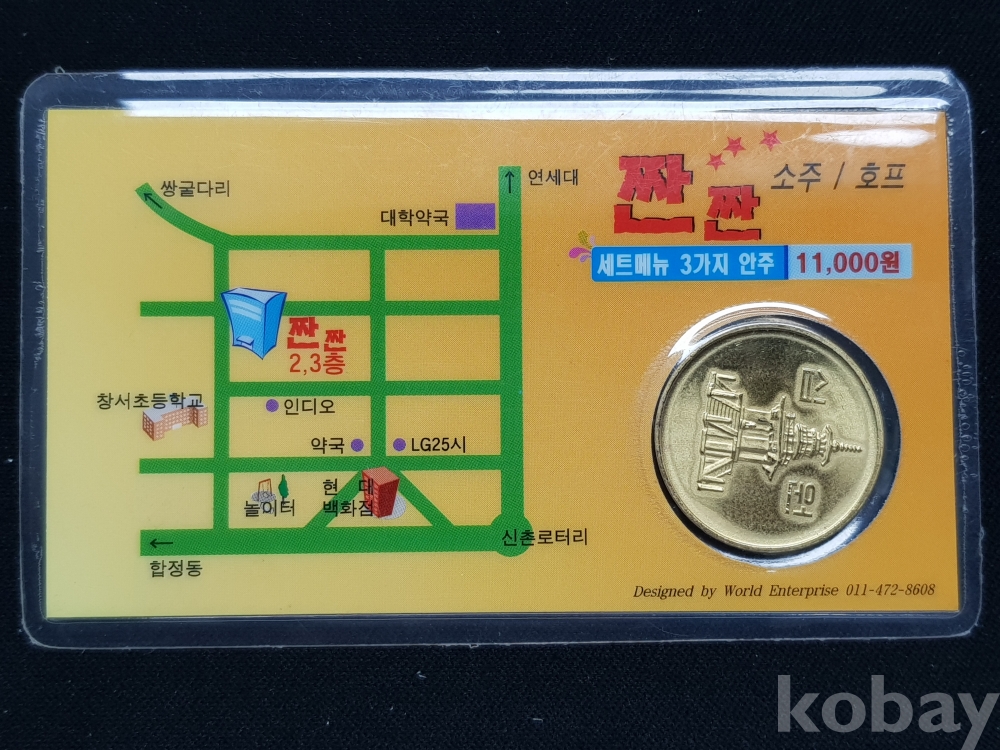 쌍굴다리
연세대
대학약국
짠 짠
소주 / 호프
세트메뉴 3가지 안주 11,000원
짠짠
2,3층
창서초등학교
인디오
약국
LG25시
놀이터
현 대
백화점
신촌로터리
합정동
십
원
Designed by World Enterprise 011-472-8608
kobay